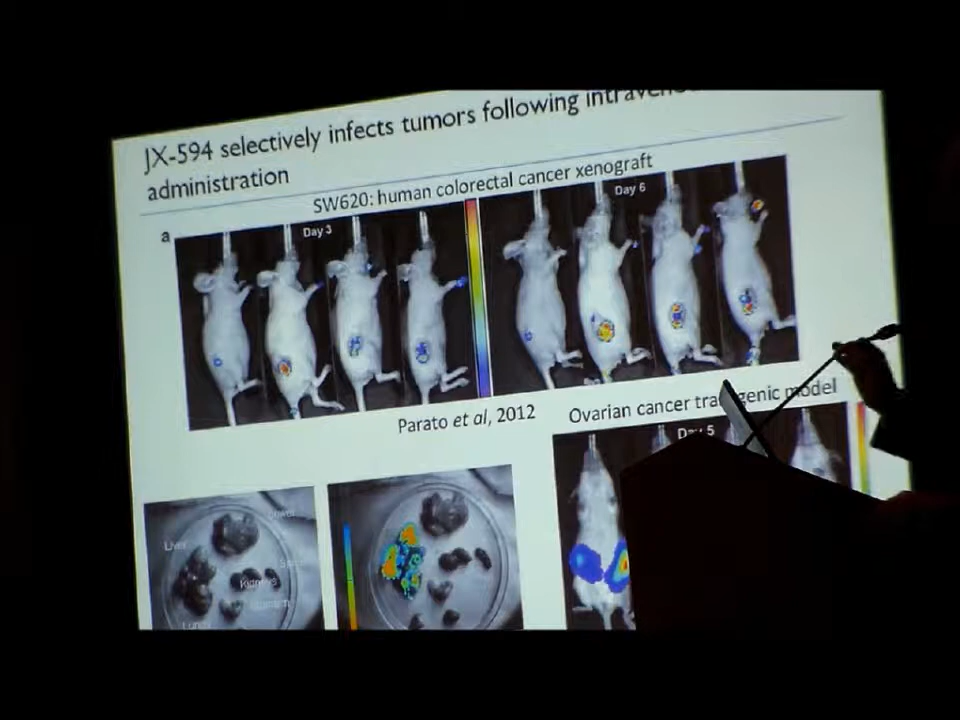 JX-594 selectively infects tumors following
administration
SW620: human colorectal cancer xenograft
a
Day 3
Day 6
Parato et al, 2012
Ovarian cancer model
Day 5
Liver
Kidneys